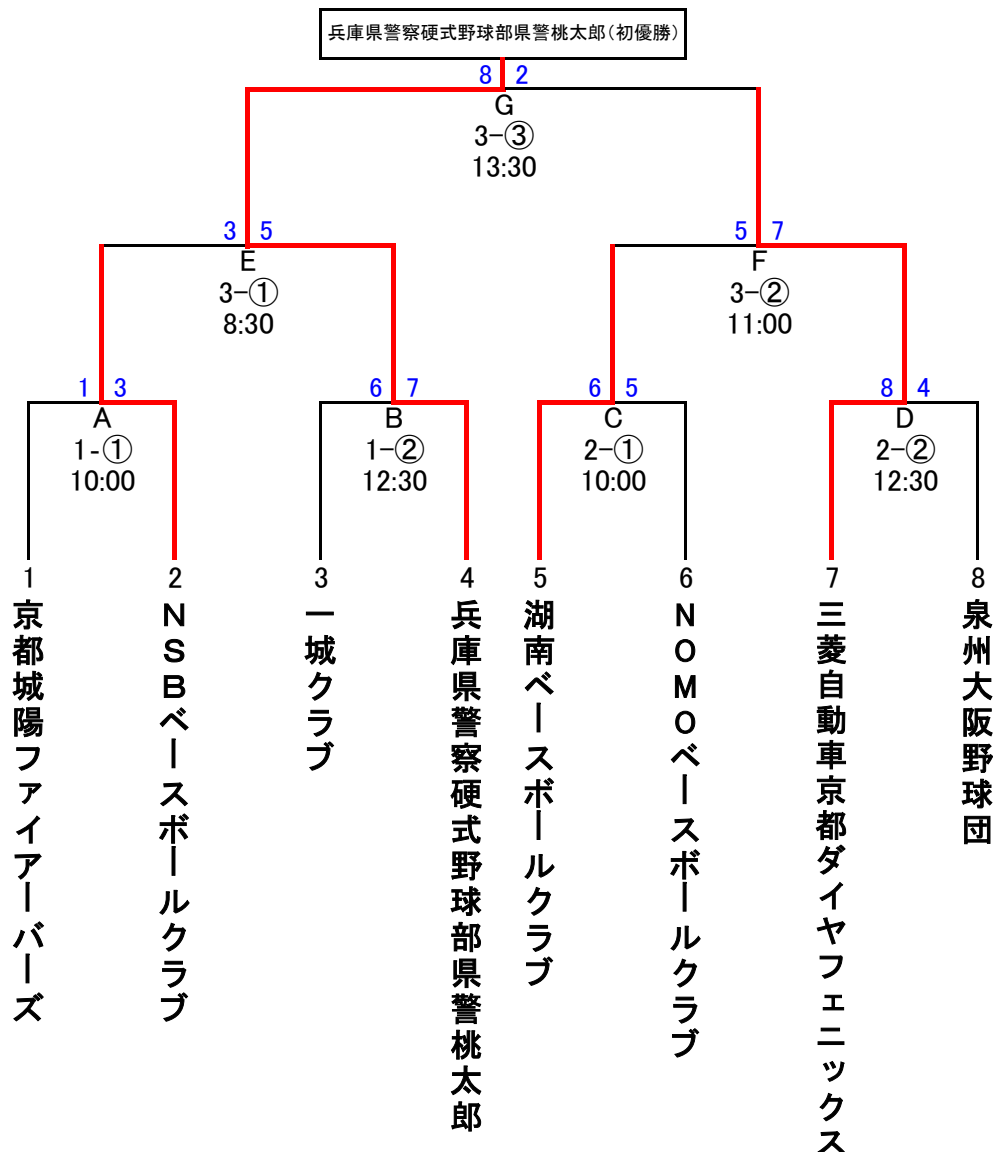 兵庫県警察硬式野球部県警桃太郎(初優勝)
8 2
G
3-③
13:30
3 5
E
3-①
8:30
5 7
F
3-②
11:00
1 3
A
1-①
10:00
6 7
B
1-②
12:30
6 5
C
2-①
10:00
8 4
D
2-②
12:30
1
京都城陽ファイアーバーズ
2
NSBベースボールクラブ
3
一城クラブ
4
兵庫県警察硬式野球部県警桃太郎
5
湖南ベースボールクラブ
6
NOMOベースボールクラブ
7
三菱自動車京都ダイヤフェニックス
8
泉州大阪野球団